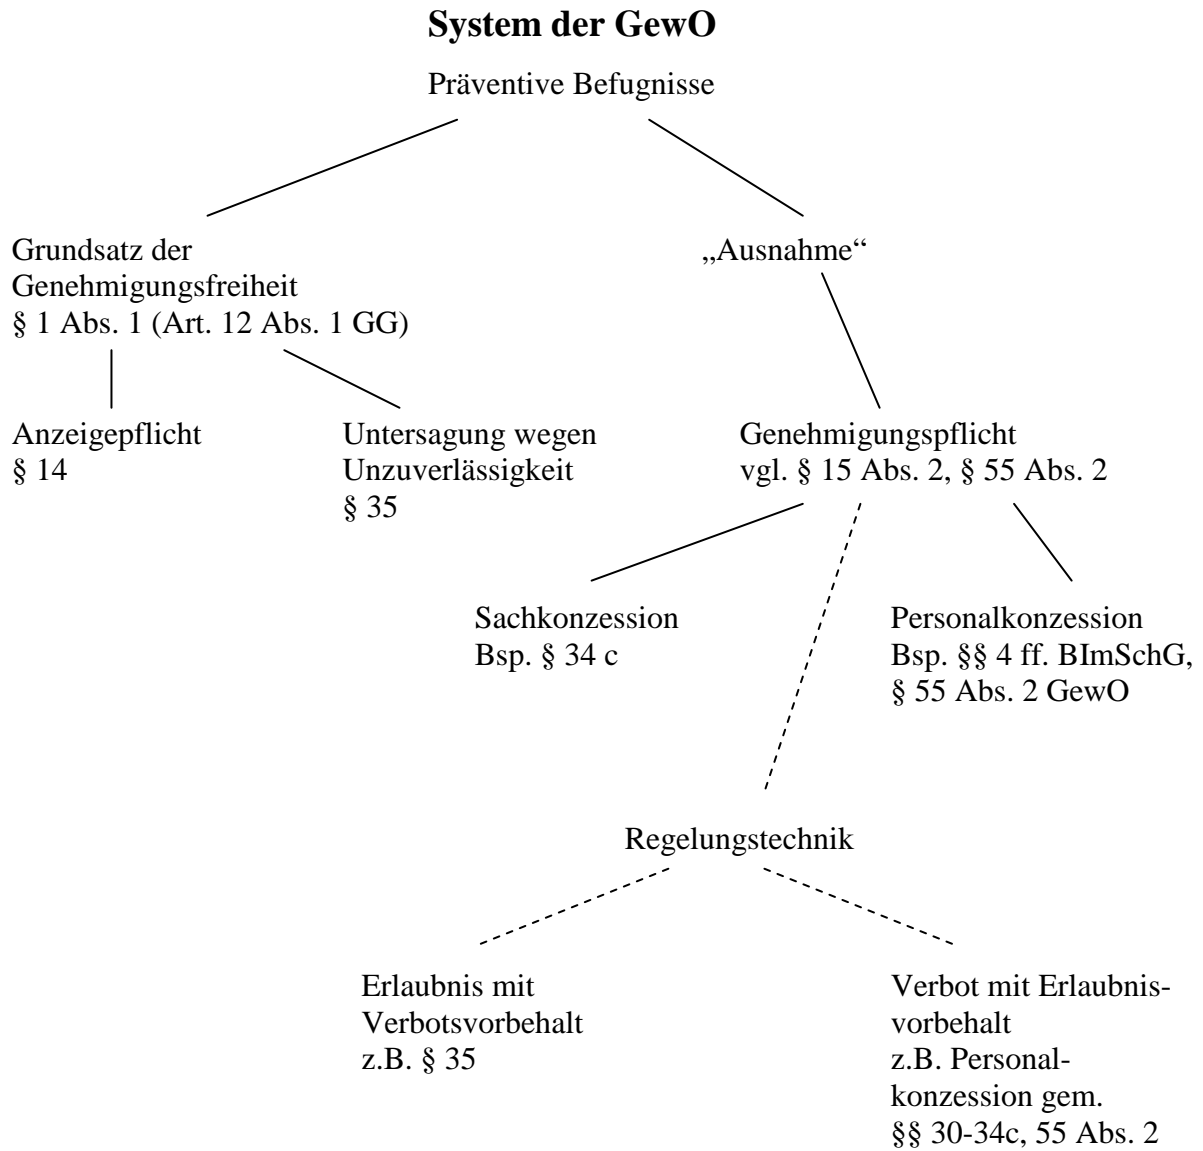 System der GewO
Präventive Befugnisse
Grundsatz der
Genehmigungsfreiheit
§ 1 Abs. 1 (Art. 12 Abs. 1 GG)
„Ausnahme“
Anzeigepflicht
§ 14
Untersagung wegen
Unzuverlässigkeit
§ 35
Genehmigungspflicht
vgl. § 15 Abs. 2, § 55 Abs. 2
Sachkonzession
Bsp. § 34 c
Personalkonzession
Bsp. §§ 4 ff. BImSchG,
§ 55 Abs. 2 GewO
Regelungstechnik
Erlaubnis mit
Verbotsvorbehalt
z.B. § 35
Verbot mit Erlaubnis-
vorbehalt
z.B. Personal-
konzession gem.
§§ 30-34c, 55 Abs. 2